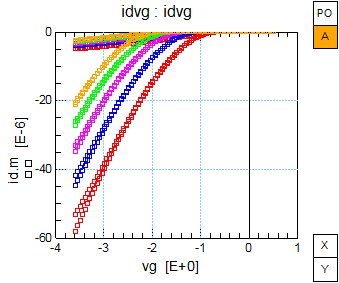 idvg : idvg
PO
A
0
-20
-40
-60
id.m [E-6]
-4
-3
-2
-1
0
1
vg [E+0]
X
Y